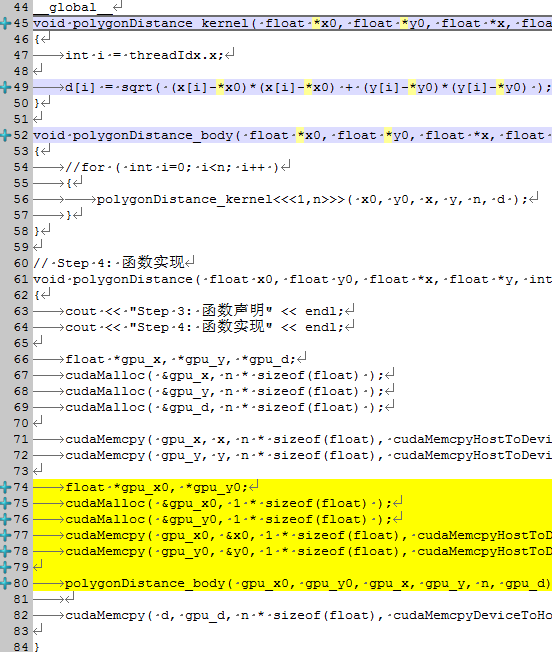 44 __global__
45 void polygonDistance_kernel( float *x0, float *y0, float *x,
46 {
47 int i = threadIdx.x;
48
49 d[i] = sqrt( (x[i]-*x0)*(x[i]-*x0) + (y[i]-*y0)*(y[i]-*y0) );
50 }
51
52 void polygonDistance_body( float *x0, float *y0, float *x, float
53 {
54 //for ( int i=0; i<n; i++ )
55 {
56 polygonDistance_kernel<<<1,n>>>( x0, y0, x, y, n, d );
57 }
58 }
59
60 // Step 4: 函数实现
61 void polygonDistance( float x0, float y0, float *x, float *y, int
62 {
63 cout << "Step 3: 函数声明" << endl;
64 cout << "Step 4: 函数实现" << endl;
65
66 float *gpu_x, *gpu_y, *gpu_d;
67 cudaMalloc( &gpu_x, n * sizeof(float) );
68 cudaMalloc( &gpu_y, n * sizeof(float) );
69 cudaMalloc( &gpu_d, n * sizeof(float) );
70
71 cudaMemcpy( gpu_x, x, n * sizeof(float), cudaMemcpyHostToDevi
72 cudaMemcpy( gpu_y, y, n * sizeof(float), cudaMemcpyHostToDevi
73
74 float *gpu_x0, *gpu_y0;
75 cudaMalloc( &gpu_x0, 1 * sizeof(float) );
76 cudaMalloc( &gpu_y0, 1 * sizeof(float) );
77 cudaMemcpy( gpu_x0, &x0, 1 * sizeof(float), cudaMemcpyHostToD
78 cudaMemcpy( gpu_y0, &y0, 1 * sizeof(float), cudaMemcpyHostToD
79
80 polygonDistance_body( gpu_x0, gpu_y0, gpu_x, gpu_y, n, gpu_d)
81
82 cudaMemcpy( d, gpu_d, n * sizeof(float), cudaMemcpyDeviceToHo
83
84 }